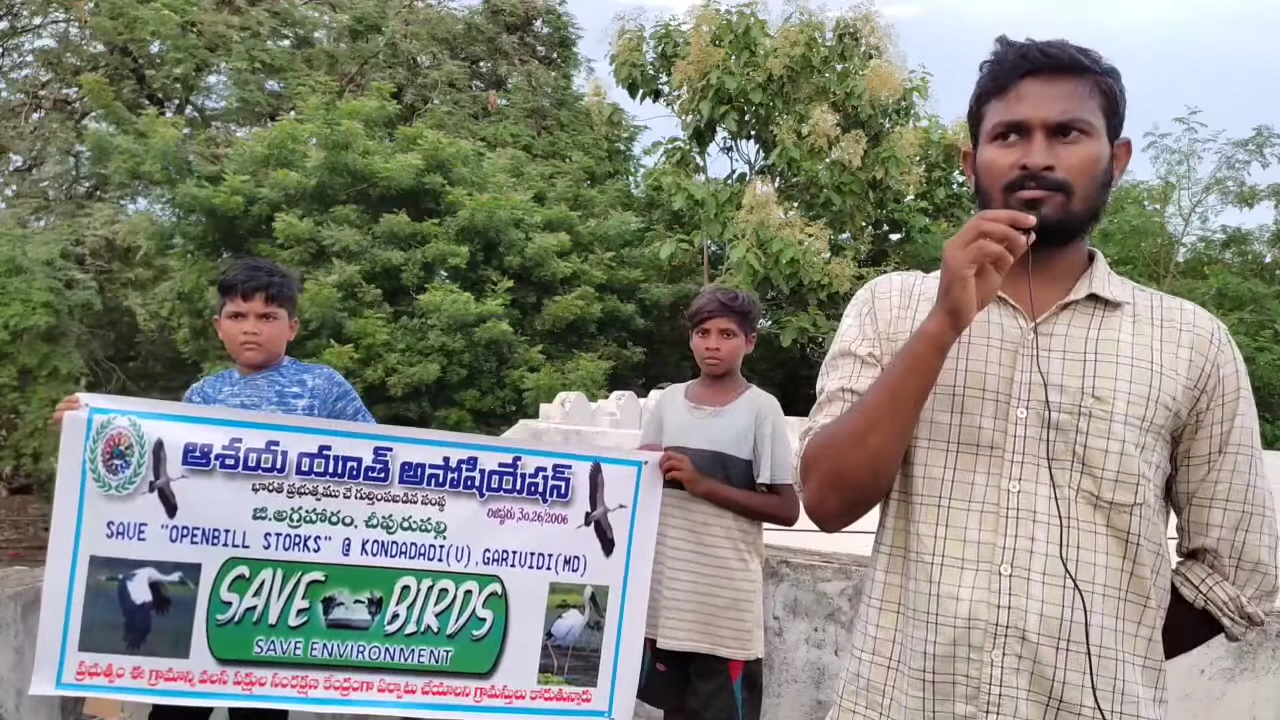 ఆశయ యూత్ అసోషియేషన్
భారత ప్రభుత్వము చే గుర్తింపబడిన సంస్థ
రిజిష్టరు నెం.26/2006
జి.అగ్రహారం, చీపురుపల్లి
SAVE "OPENBILL STORKS" @ KONDADADI(V),GARIVIDI(MD)
SAVE BIRDS
SAVE ENVIRONMENT
ప్రభుత్వం ఈ గ్రామాన్ని వలస పక్షుల సంరక్షణ కేంద్రంగా ఏర్పాటు చేయాలని గ్రామస్తులు కోరుతున్నారు